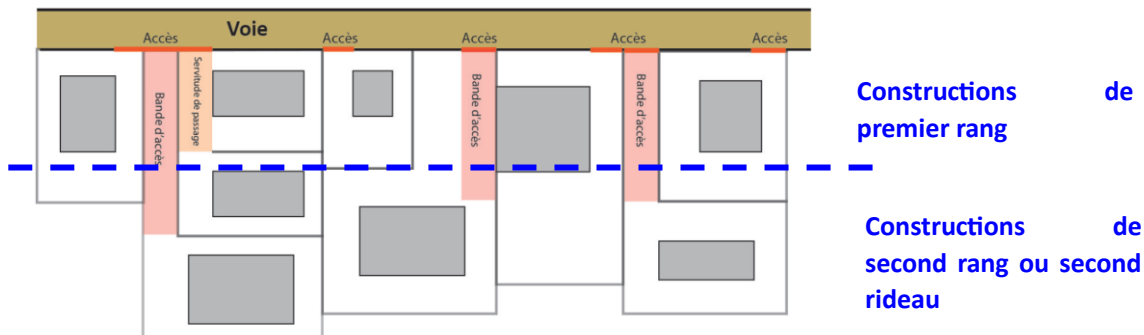 Voie
Accès
Accès
Accès
Accès
Accès
Bande d'accès
Servitude de passage
Bande d'accès
Bande d'accès
Constructions de
premier rang
Constructions de
second rang ou second
rideau